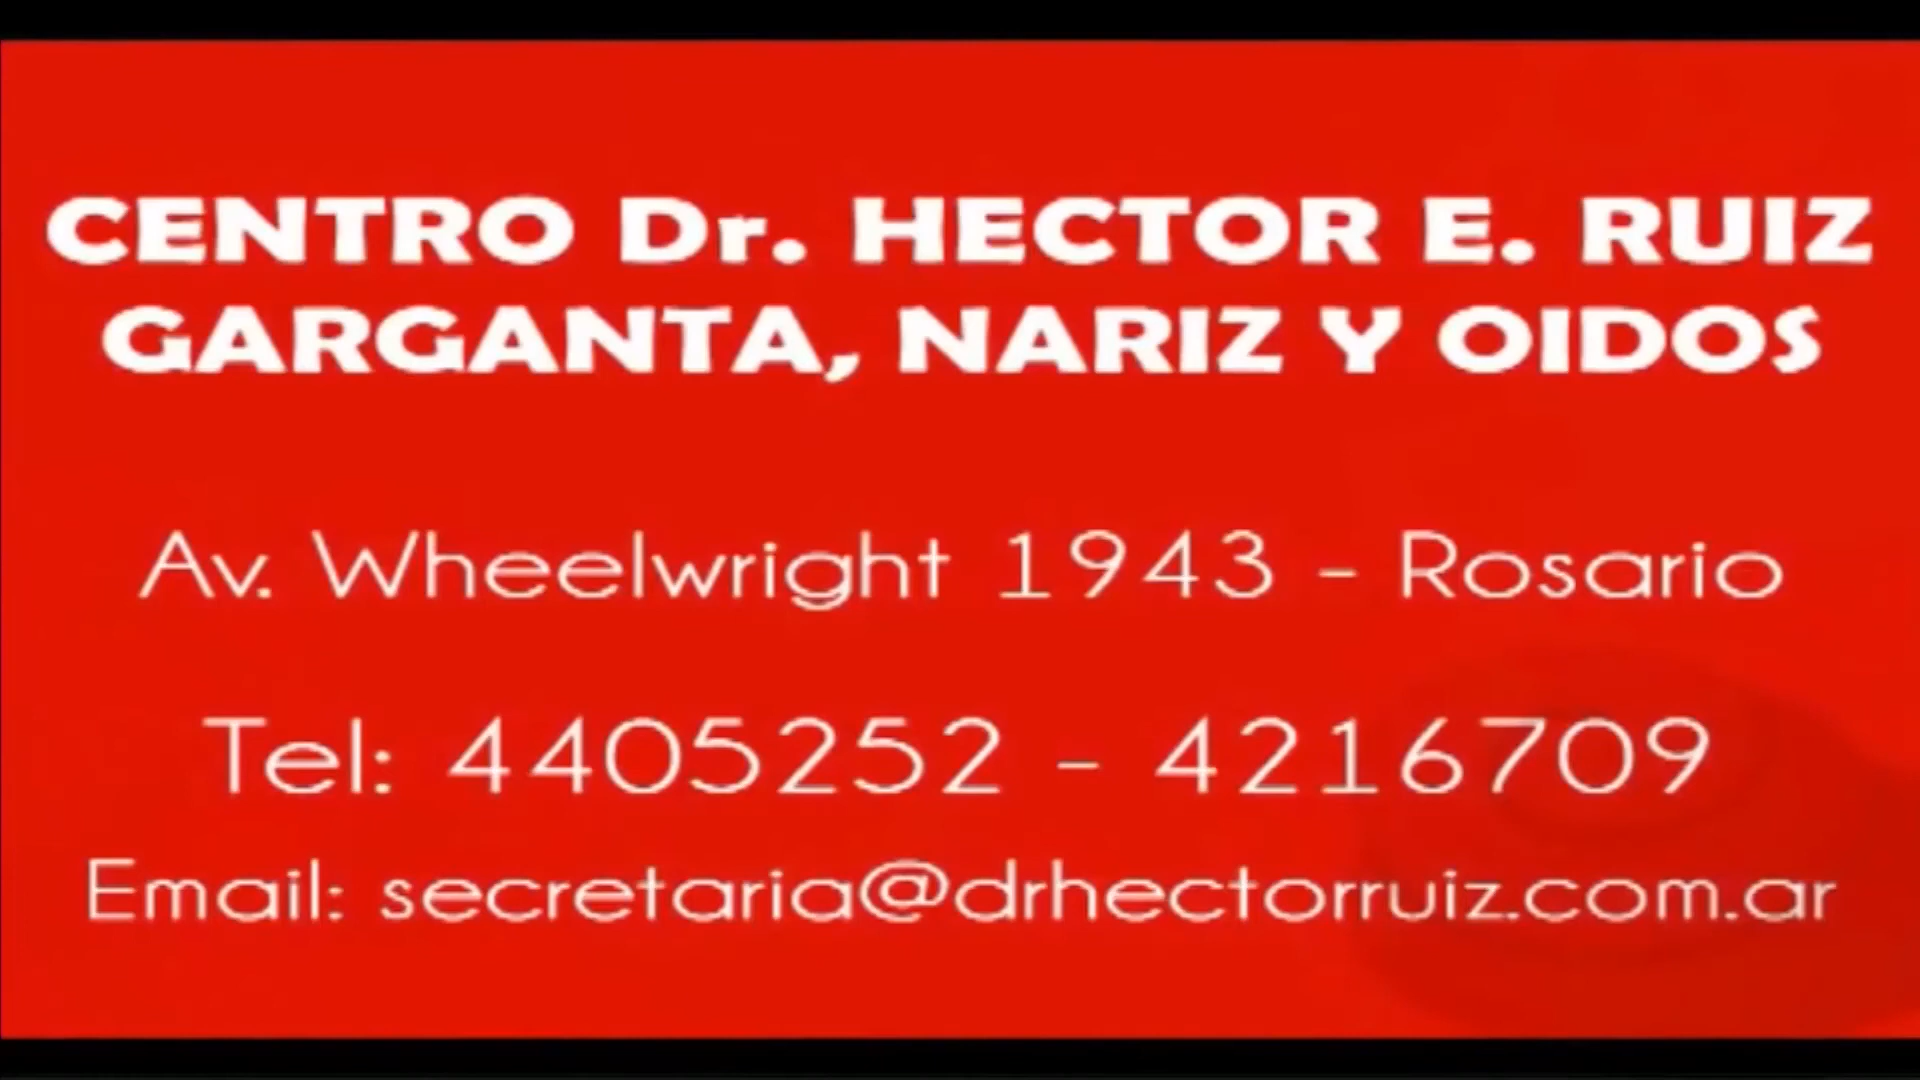 CENTRO Dr. HECTOR E. RUIZ
GARGANTA, NARIZ Y OIDOS
Av. Wheelwright 1943 - Rosario
Tel: 4405252 - 4216709
Email: secretaria@drhectorruiz.com.ar